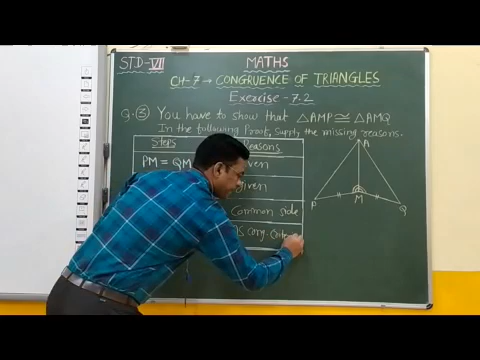 STD-VII
MATHS
CH-7 → CONGRUENCE OF TRIANGLES
Exercise -7.2
Q.③ You have to show that △AMP ≅ △AMQ
In the following Proof, supply the missing reasons.
Steps Reasons
PM = QM given
given
Common side
cong.
A
P M Q